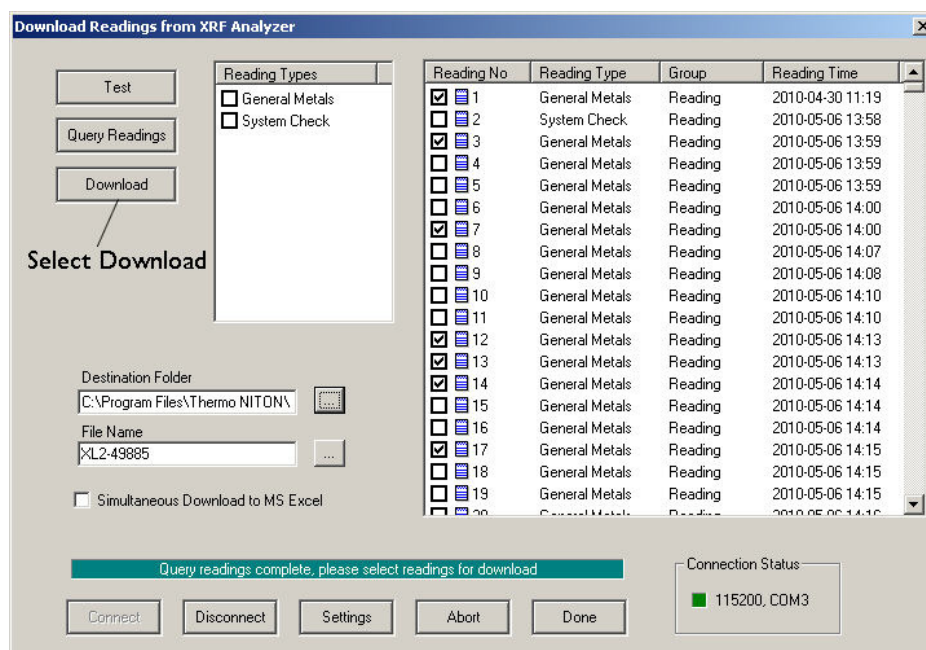 Download Readings from XRF Analyzer
Test
Query Readings
Download
Select Download
Reading Types
General Metals
System Check
Reading No Reading Type Group Reading Time
1 General Metals Reading 2010-04-30 11:19
2 System Check Reading 2010-05-06 13:58
3 General Metals Reading 2010-05-06 13:59
4 General Metals Reading 2010-05-06 13:59
5 General Metals Reading 2010-05-06 13:59
6 General Metals Reading 2010-05-06 14:00
7 General Metals Reading 2010-05-06 14:00
8 General Metals Reading 2010-05-06 14:07
9 General Metals Reading 2010-05-06 14:08
10 General Metals Reading 2010-05-06 14:10
11 General Metals Reading 2010-05-06 14:10
12 General Metals Reading 2010-05-06 14:13
13 General Metals Reading 2010-05-06 14:13
14 General Metals Reading 2010-05-06 14:14
15 General Metals Reading 2010-05-06 14:14
16 General Metals Reading 2010-05-06 14:14
17 General Metals Reading 2010-05-06 14:15
18 General Metals Reading 2010-05-06 14:15
19 General Metals Reading 2010-05-06 14:15
Destination Folder
C:\Program Files\Thermo NITON\ ...
File Name
XL2-49885 ...
Simultaneous Download to MS Excel
Query readings complete, please select readings for download
Connect Disconnect Settings Abort Done
Connection Status
115200, COM3